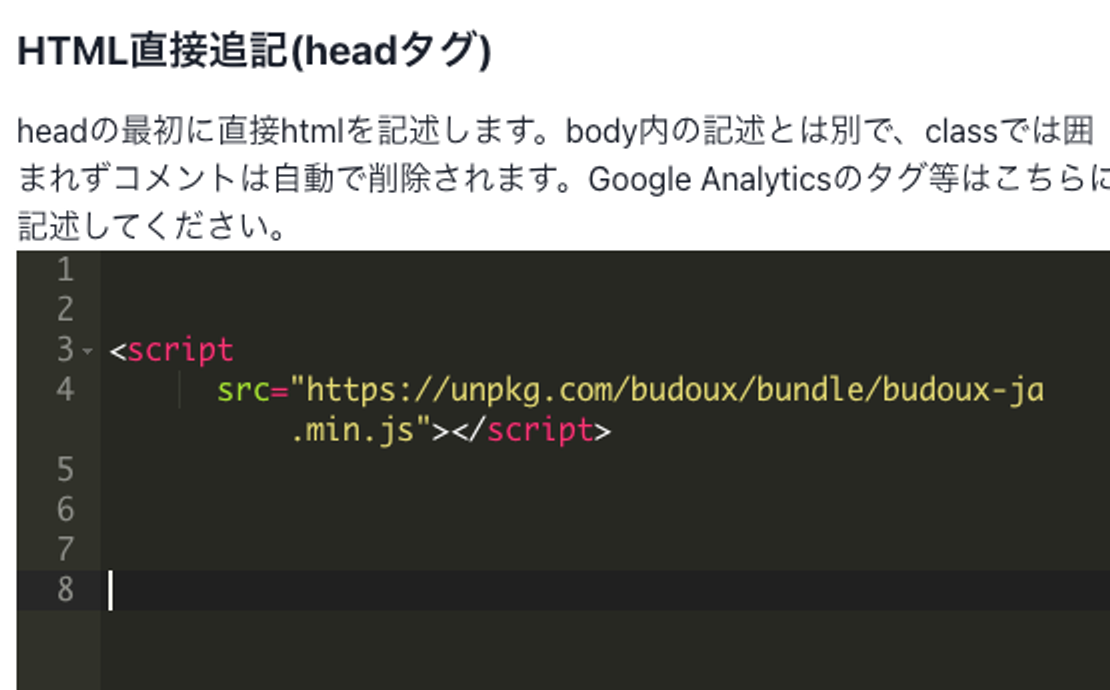 HTML直接追記(headタグ)
headの最初に直接htmlを記述します。body内の記述とは別で、classでは囲
まれずコメントは自動で削除されます。Google Analyticsのタグ等はこちらに
記述してください。
1
2
3 <script
4 src="https://unpkg.com/budoux/bundle/budoux-ja
.min.js"></script>
5
6
7
8